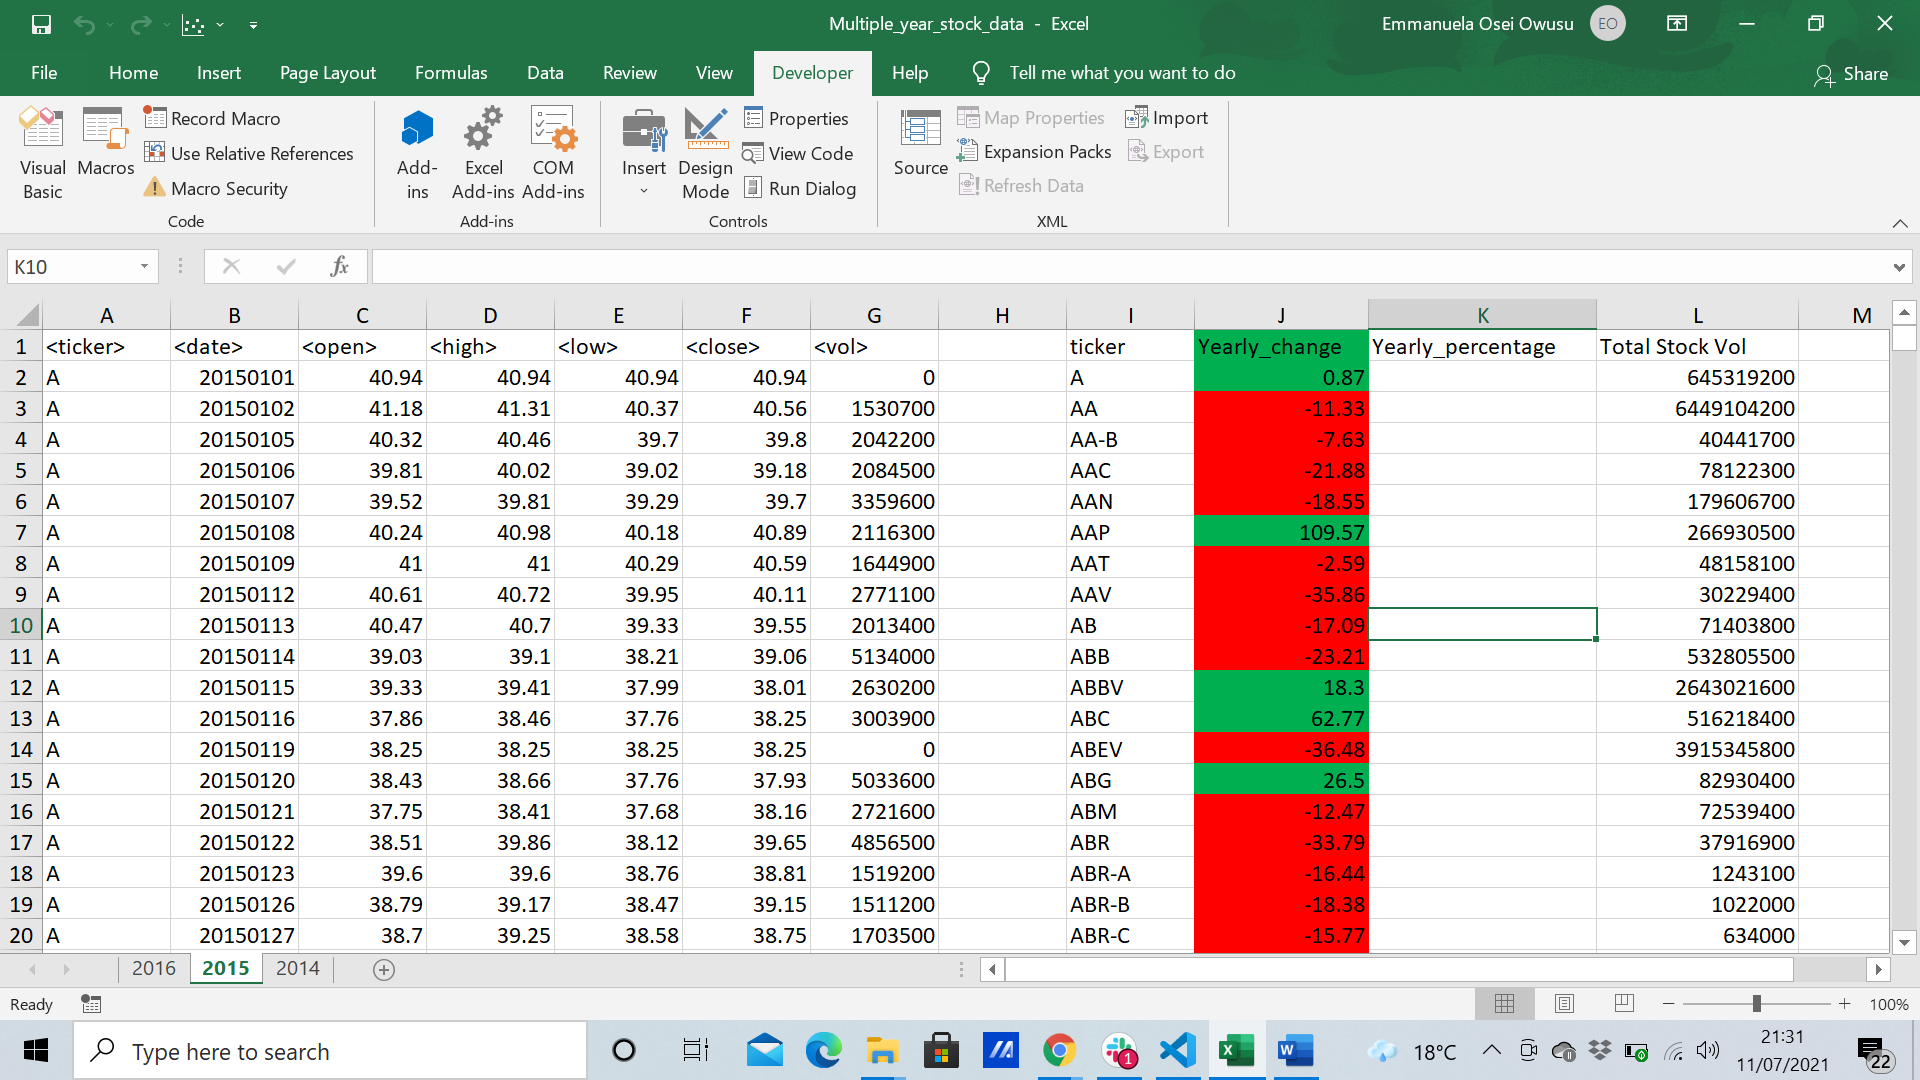 Multiple_year_stock_data - Excel
Emmanuela Osei Owusu EO
File Home Insert Page Layout Formulas Data Review View Developer Help Tell me what you want to do Share
Visual Basic
Macros
Record Macro
Use Relative References
Macro Security
Code
Add-ins
Excel Add-ins
COM Add-ins
Add-ins
Insert
Design Mode
Properties
View Code
Run Dialog
Controls
Source
Map Properties
Expansion Packs
Refresh Data
Import
Export
XML
K10 fx
A B C D E F G H I J K L M
1 <ticker> <date> <open> <high> <low> <close> <vol> ticker Yearly_change Yearly_percentage Total Stock Vol
2 A 20150101 40.94 40.94 40.94 40.94 0 A 0.87 645319200
3 A 20150102 41.18 41.31 40.37 40.56 1530700 AA -11.33 6449104200
4 A 20150105 40.32 40.46 39.7 39.8 2042200 AA-B -7.63 40441700
5 A 20150106 39.81 40.02 39.02 39.18 2084500 AAC -21.88 78122300
6 A 20150107 39.52 39.81 39.29 39.7 3359600 AAN -18.55 179606700
7 A 20150108 40.24 40.98 40.18 40.89 2116300 AAP 109.57 266930500
8 A 20150109 41 41 40.29 40.59 1644900 AAT -2.59 48158100
9 A 20150112 40.61 40.72 39.95 40.11 2771100 AAV -35.86 30229400
10 A 20150113 40.47 40.7 39.33 39.55 2013400 AB -17.09 71403800
11 A 20150114 39.03 39.1 38.21 39.06 5134000 ABB -23.21 532805500
12 A 20150115 39.33 39.41 37.99 38.01 2630200 ABBV 18.3 2643021600
13 A 20150116 37.86 38.46 37.76 38.25 3003900 ABC 62.77 516218400
14 A 20150119 38.25 38.25 38.25 38.25 0 ABEV -36.48 3915345800
15 A 20150120 38.43 38.66 37.76 37.93 5033600 ABG 26.5 82930400
16 A 20150121 37.75 38.41 37.68 38.16 2721600 ABM -12.47 72539400
17 A 20150122 38.51 39.86 38.12 39.65 4856500 ABR -33.79 37916900
18 A 20150123 39.6 39.6 38.76 38.81 1519200 ABR-A -16.44 1243100
19 A 20150126 38.79 39.17 38.47 39.15 1511200 ABR-B -18.38 1022000
20 A 20150127 38.7 39.25 38.58 38.75 1703500 ABR-C -15.77 634000
2016 2015 2014
Ready 100%
Type here to search 1 18°C 21:31
11/07/2021 22